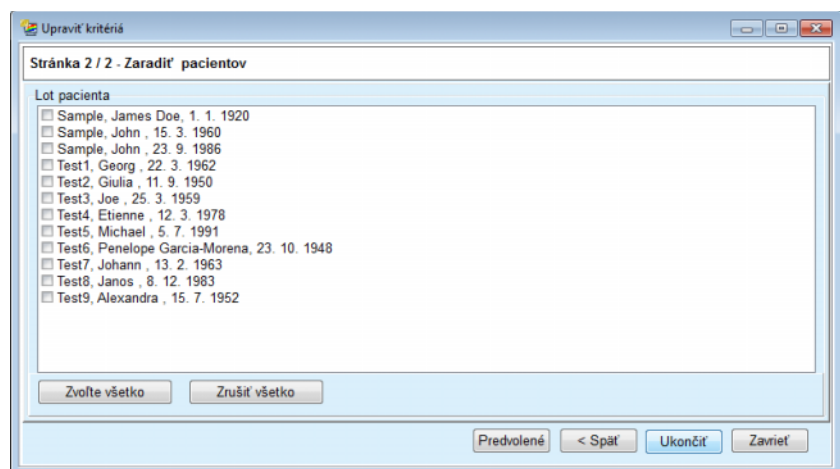 Upraviť kritériá
Stránka 2 / 2 - Zaradiť pacientov
Lot pacienta
Sample, James Doe, 1. 1. 1920
Sample, John , 15. 3. 1960
Sample, John , 23. 9. 1986
Test1, Georg , 22. 3. 1962
Test2, Giulia , 11. 9. 1950
Test3, Joe , 25. 3. 1959
Test4, Etienne , 12. 3. 1978
Test5, Michael , 5. 7. 1991
Test6, Penelope Garcia-Morena, 23. 10. 1948
Test7, Johann , 13. 2. 1963
Test8, Janos , 8. 12. 1983
Test9, Alexandra , 15. 7. 1952
Zvoľte všetko Zrušiť všetko
Predvolené < Späť Ukončiť Zavrieť